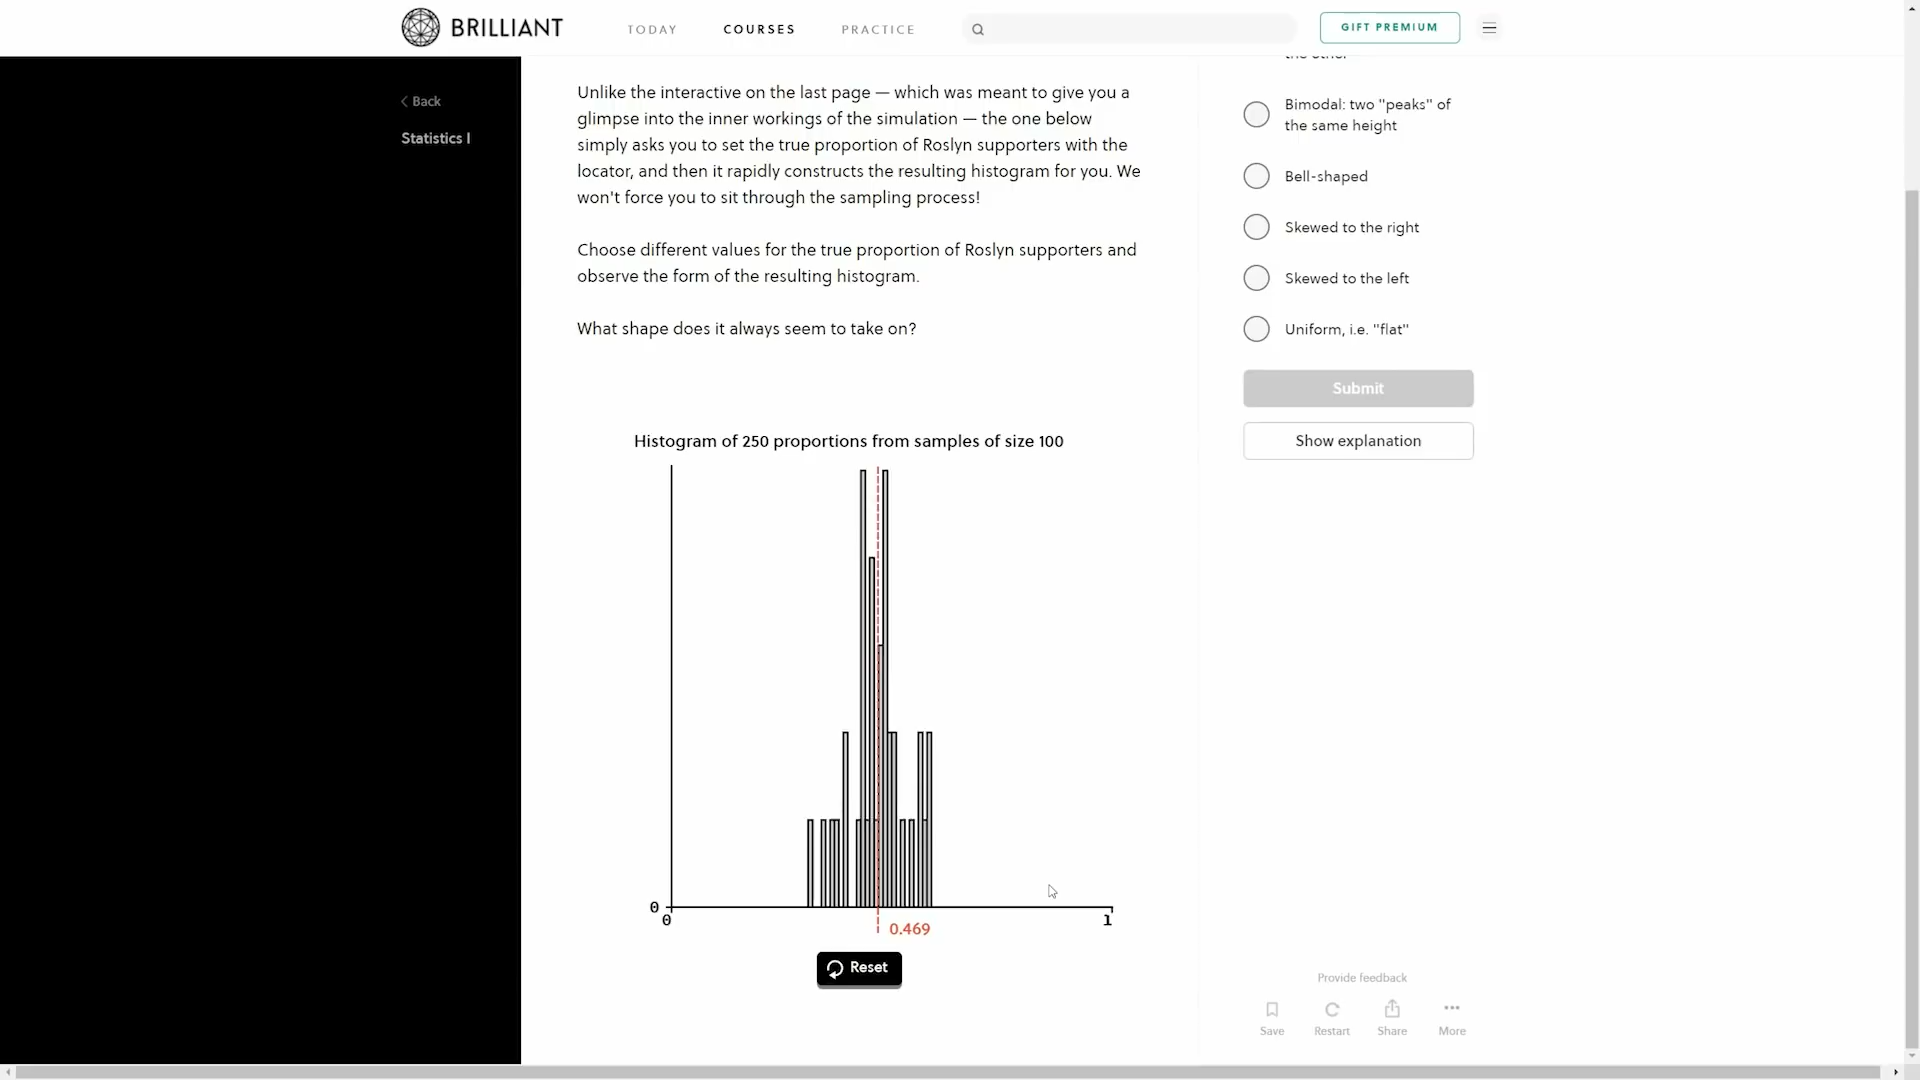 BRILLIANT
TODAY
COURSES
PRACTICE
GIFT PREMIUM
Back
Statistics I
Unlike the interactive on the last page — which was meant to give you a
glimpse into the inner workings of the simulation — the one below
simply asks you to set the true proportion of Roslyn supporters with the
locator, and then it rapidly constructs the resulting histogram for you. We
won't force you to sit through the sampling process!
Choose different values for the true proportion of Roslyn supporters and
observe the form of the resulting histogram.
What shape does it always seem to take on?
Histogram of 250 proportions from samples of size 100
0
0
1
0.469
Reset
the other
Bimodal: two "peaks" of
the same height
Bell-shaped
Skewed to the right
Skewed to the left
Uniform, i.e. "flat"
Submit
Show explanation
Provide feedback
Save
Restart
Share
More